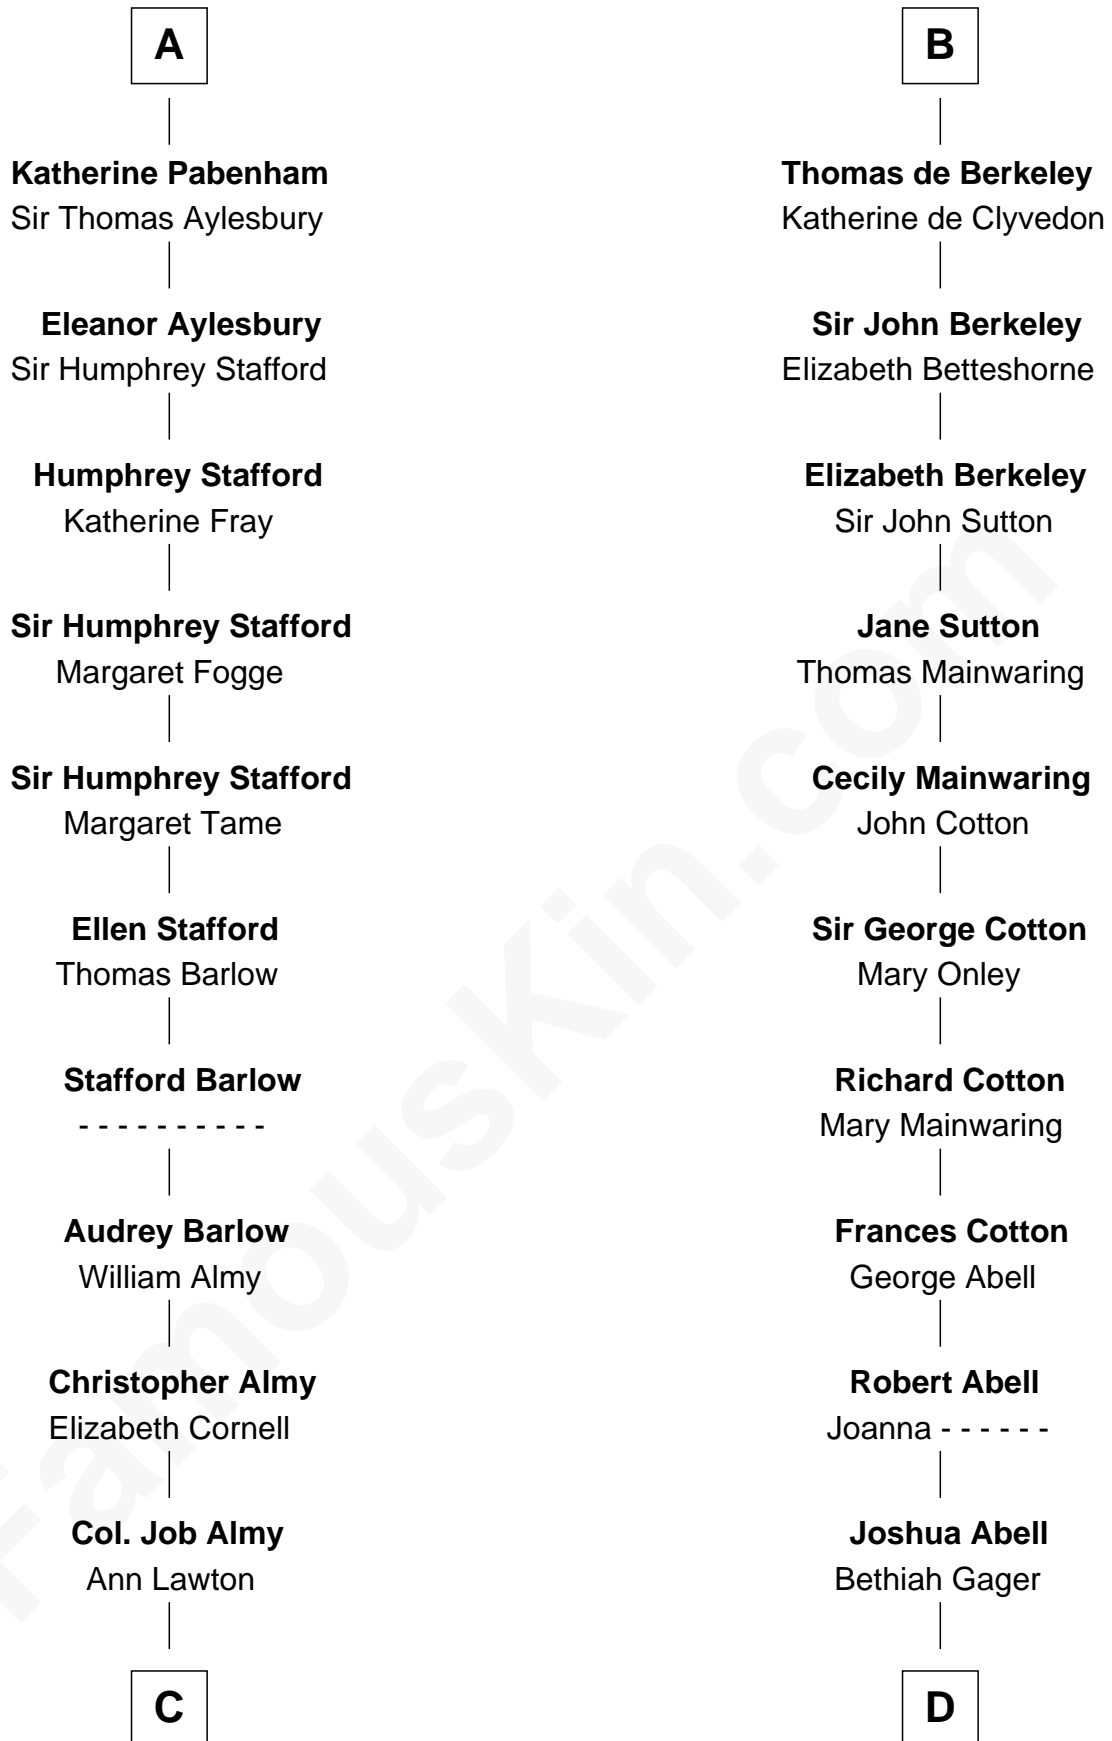 A
Katherine Pabenham
Sir Thomas Aylesbury
Eleanor Aylesbury
Sir Humphrey Stafford
Humphrey Stafford
Katherine Fray
Sir Humphrey Stafford
Margaret Fogge
Sir Humphrey Stafford
Margaret Tame
Ellen Stafford
Thomas Barlow
Stafford Barlow
- - - - - - - - - -
Audrey Barlow
William Almy
Christopher Almy
Elizabeth Cornell
Col. Job Almy
Ann Lawton
C
B
Thomas de Berkeley
Katherine de Clyvedon
Sir John Berkeley
Elizabeth Betteshorne
Elizabeth Berkeley
Sir John Sutton
Jane Sutton
Thomas Mainwaring
Cecily Mainwaring
John Cotton
Sir George Cotton
Mary Onley
Richard Cotton
Mary Mainwaring
Frances Cotton
George Abell
Robert Abell
Joanna - - - - - -
Joshua Abell
Bethiah Gager
D
FamousKin.com